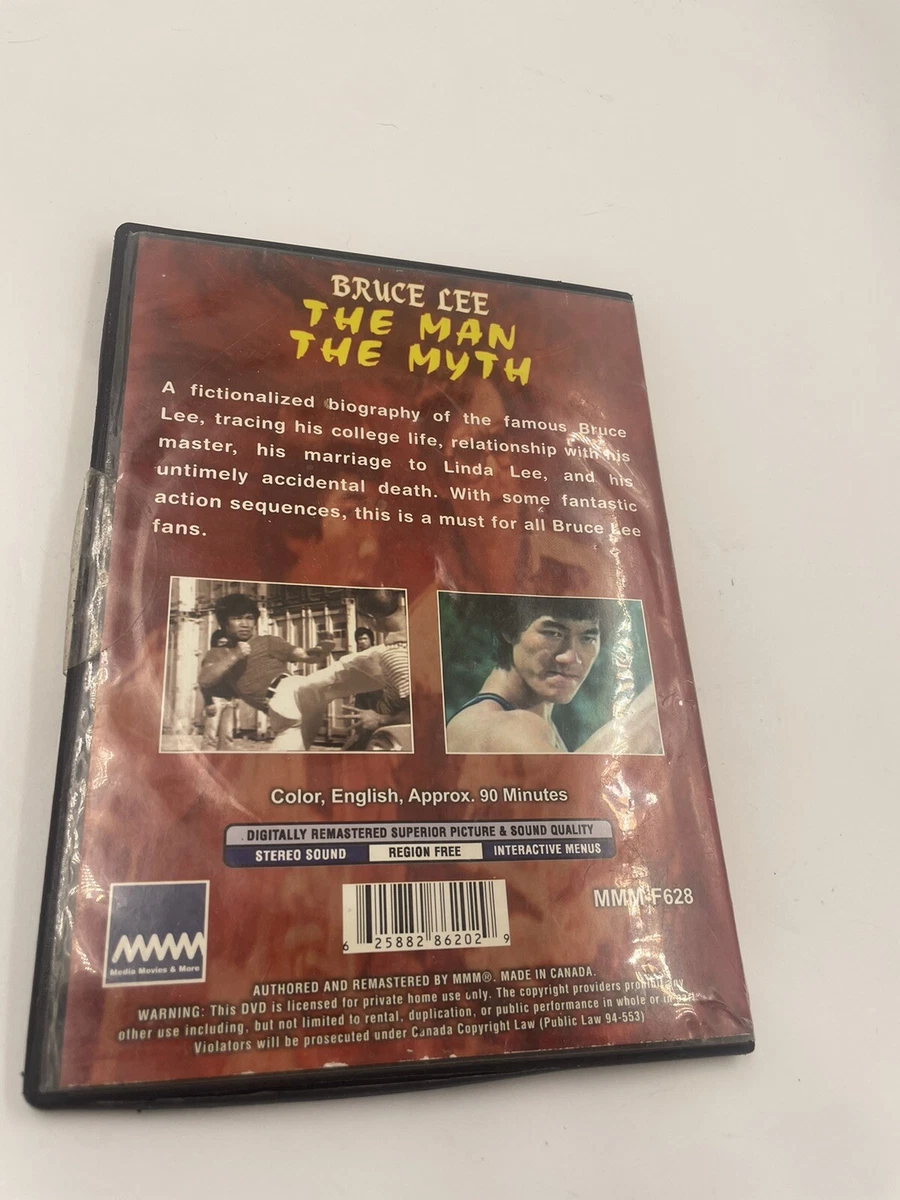 BRUCE LEE
THE MAN
THE MYTH
A fictionalized biography of the famous Bruce
Lee, tracing his college life, relationship with his
master, his marriage to Linda Lee, and his
untimely accidental death. With some fantastic
action sequences, this is a must for all Bruce Lee
fans.
Color, English, Approx. 90 Minutes
DIGITALLY REMASTERED SUPERIOR PICTURE & SOUND QUALITY
STEREO SOUND REGION FREE INTERACTIVE MENUS
MMM-F628
MMM
Media Movies & More
6 25882 86202 9
AUTHORED AND REMASTERED BY MMM®. MADE IN CANADA.
WARNING: This DVD is licensed for private home use only. The copyright providers prohibit any
other use including, but not limited to rental, duplication, or public performance in whole or in part.
Violators will be prosecuted under Canada Copyright Law (Public Law 94-553)